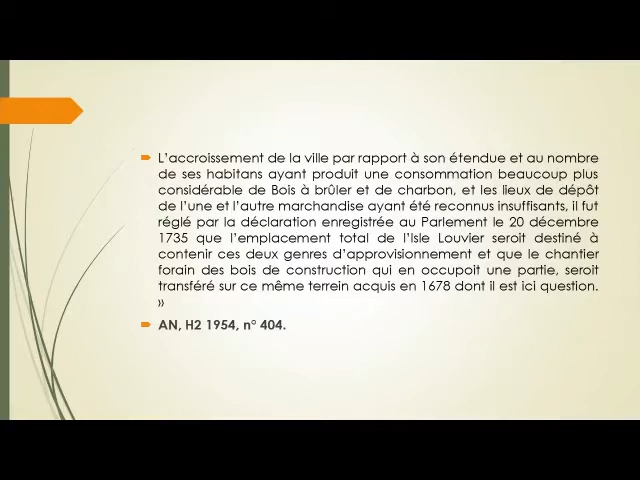 L’accroissement de la ville par rapport à son étendue et au nombre
de ses habitans ayant produit une consommation beaucoup plus
considérable de Bois à brûler et de charbon, et les lieux de dépôt
de l’une et l’autre marchandise ayant été reconnus insuffisants, il fut
réglé par la déclaration enregistrée au Parlement le 20 décembre
1735 que l’emplacement total de l’Isle Louvier seroit destiné à
contenir ces deux genres d’approvisionnement et que le chantier
forain des bois de construction qui en occupoit une partie, seroit
transféré sur ce même terrein acquis en 1678 dont il est ici question.
»
AN, H2 1954, n° 404.